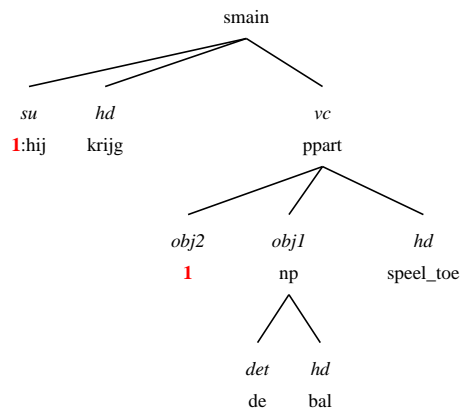 smain
su hd vc
1:hij krijg ppart
obj2 obj1 hd
1 np speel_toe
det hd
de bal